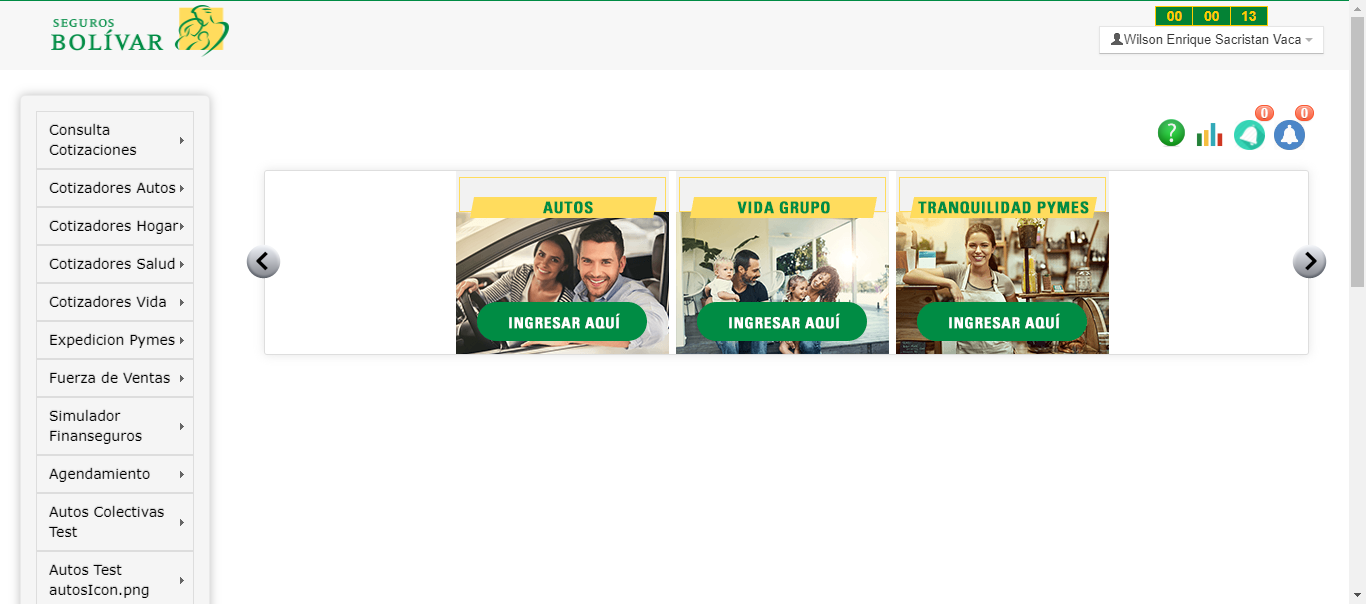 SEGUROS
BOLÍVAR
00 00 13
Wilson Enrique Sacristan Vaca
Consulta
Cotizaciones
Cotizadores Autos
Cotizadores Hogar
Cotizadores Salud
Cotizadores Vida
Expedicion Pymes
Fuerza de Ventas
Simulador
Finanseguros
Agendamiento
Autos Colectivas
Test
Autos Test
autosIcon.png
?
0
0
AUTOS
INGRESAR AQUÍ
VIDA GRUPO
INGRESAR AQUÍ
TRANQUILIDAD PYMES
INGRESAR AQUÍ